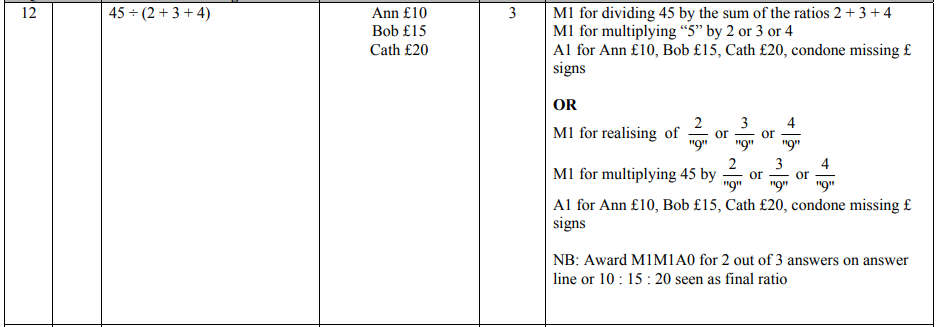 12 45 ÷ (2 + 3 + 4) Ann £10 3 M1 for dividing 45 by the sum of the ratios 2 + 3 + 4
Bob £15 M1 for multiplying “5” by 2 or 3 or 4
Cath £20 A1 for Ann £10, Bob £15, Cath £20, condone missing £
signs
OR
M1 for realising of 2/"9" or 3/"9" or 4/"9"
M1 for multiplying 45 by 2/"9" or 3/"9" or 4/"9"
A1 for Ann £10, Bob £15, Cath £20, condone missing £
signs
NB: Award M1M1A0 for 2 out of 3 answers on answer
line or 10 : 15 : 20 seen as final ratio